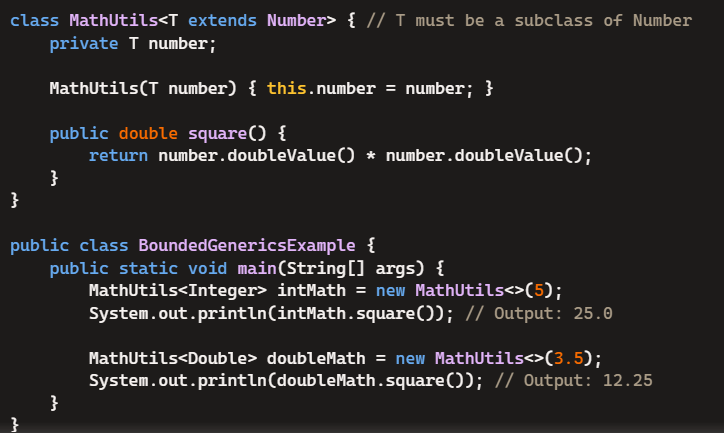 class MathUtils<T extends Number> { // T must be a subclass of Number
    private T number;

    MathUtils(T number) { this.number = number; }

    public double square() {
        return number.doubleValue() * number.doubleValue();
    }
}

public class BoundedGenericsExample {
    public static void main(String[] args) {
        MathUtils<Integer> intMath = new MathUtils<>(5);
        System.out.println(intMath.square()); // Output: 25.0

        MathUtils<Double> doubleMath = new MathUtils<>(3.5);
        System.out.println(doubleMath.square()); // Output: 12.25
    }
}